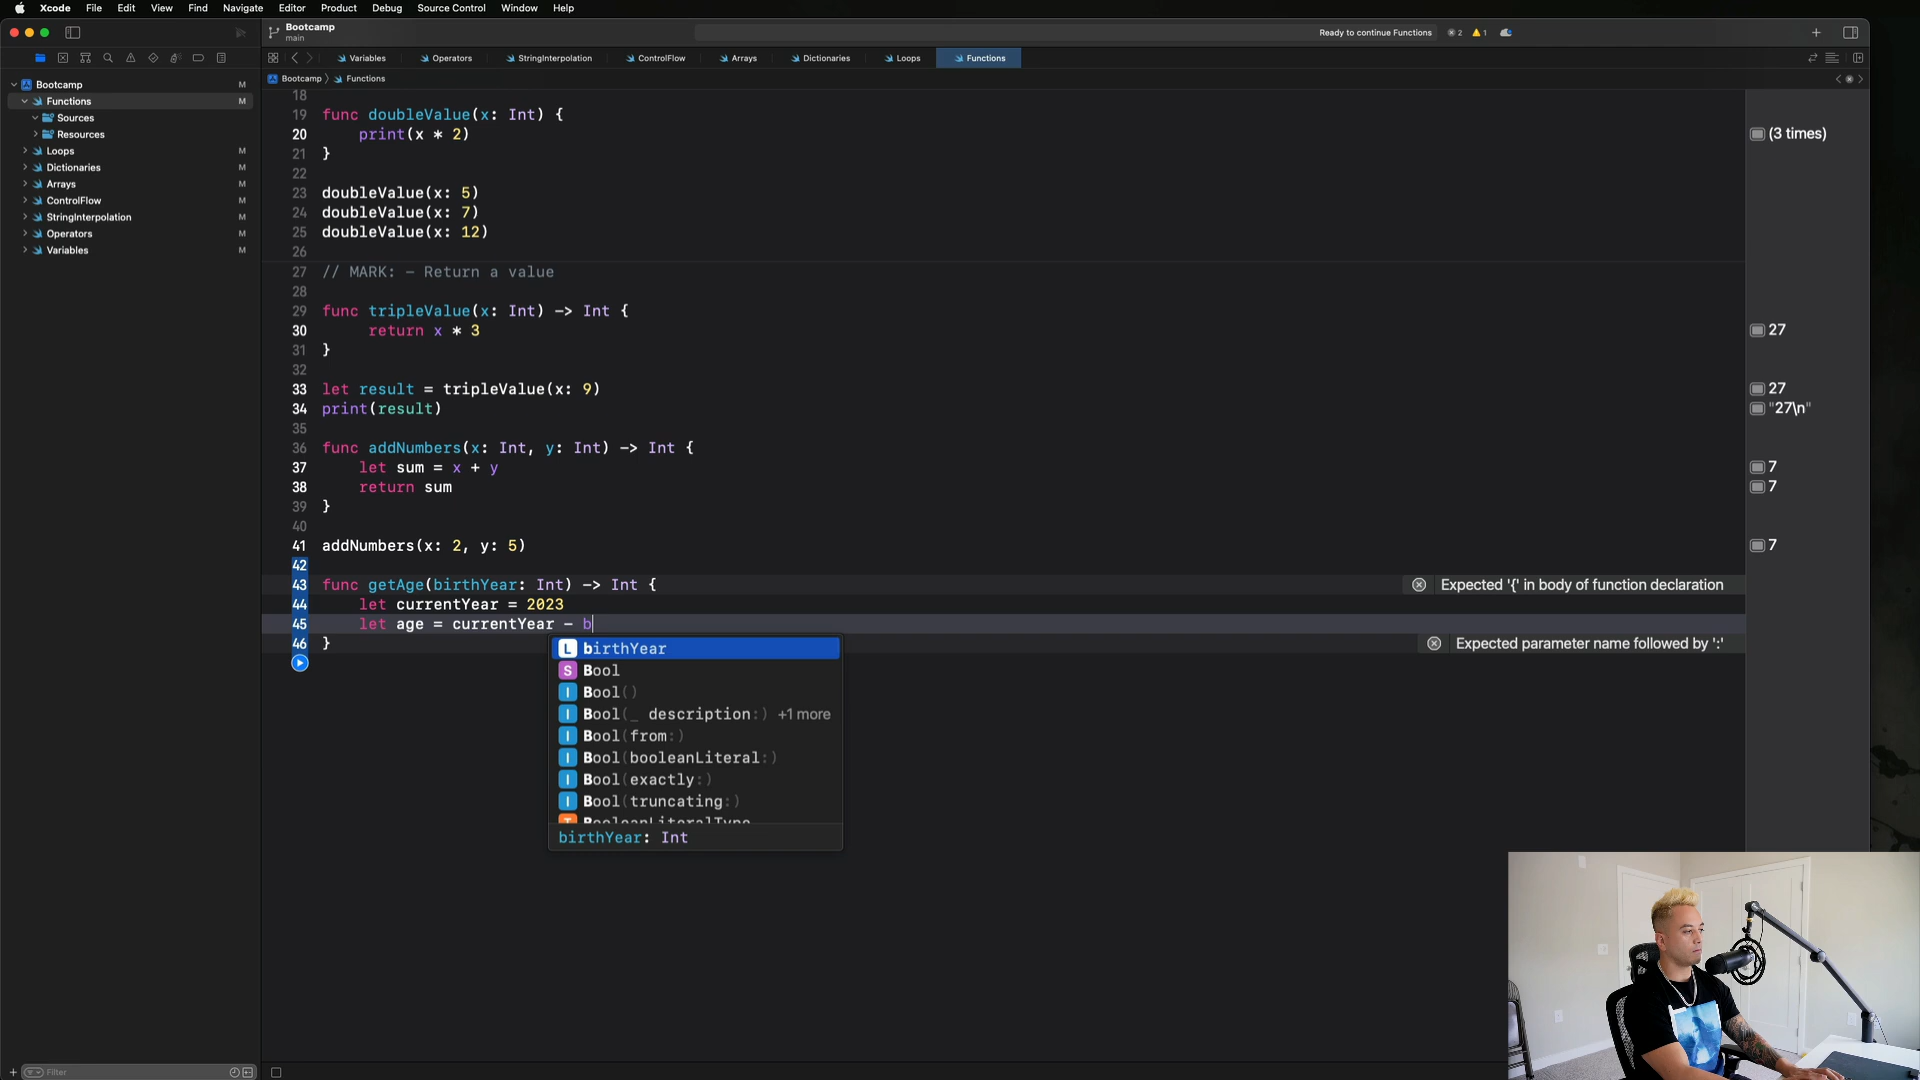 Xcode File Edit View Find Navigate Editor Product Debug Source Control Window Help
Bootcamp
main
Ready to continue Functions
2
1
Variables Operators StringInterpolation ControlFlow Arrays Dictionaries Loops Functions
Bootcamp Functions
Bootcamp M
Functions M
Sources
Resources
Loops M
Dictionaries M
Arrays M
ControlFlow M
StringInterpolation M
Operators M
Variables M
18
19 func doubleValue(x: Int) {
20 print(x * 2) (3 times)
21 }
22
23 doubleValue(x: 5)
24 doubleValue(x: 7)
25 doubleValue(x: 12)
26
27 // MARK: - Return a value
28
29 func tripleValue(x: Int) -> Int {
30 return x * 3 27
31 }
32
33 let result = tripleValue(x: 9) 27
34 print(result) "27\n"
35
36 func addNumbers(x: Int, y: Int) -> Int {
37 let sum = x + y 7
38 return sum 7
39 }
40
41 addNumbers(x: 2, y: 5) 7
42
43 func getAge(birthYear: Int) -> Int { Expected '{' in body of function declaration
44 let currentYear = 2023
45 let age = currentYear - b
46 } Expected parameter name followed by ':'
L birthYear
S Bool
I Bool()
I Bool(_ description:) +1 more
I Bool(from:)
I Bool(booleanLiteral:)
I Bool(exactly:)
I Bool(truncating:)
T BooleanLiteralType
birthYear: Int
Filter